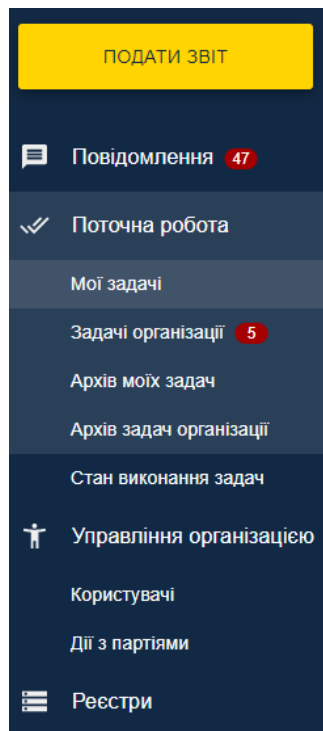 ПОДАТИ ЗВІТ
Повідомлення 47
Поточна робота
Мої задачі
Задачі організації 5
Архів моїх задач
Архів задач організації
Стан виконання задач
Управління організацією
Користувачі
Дії з партіями
Реєстри